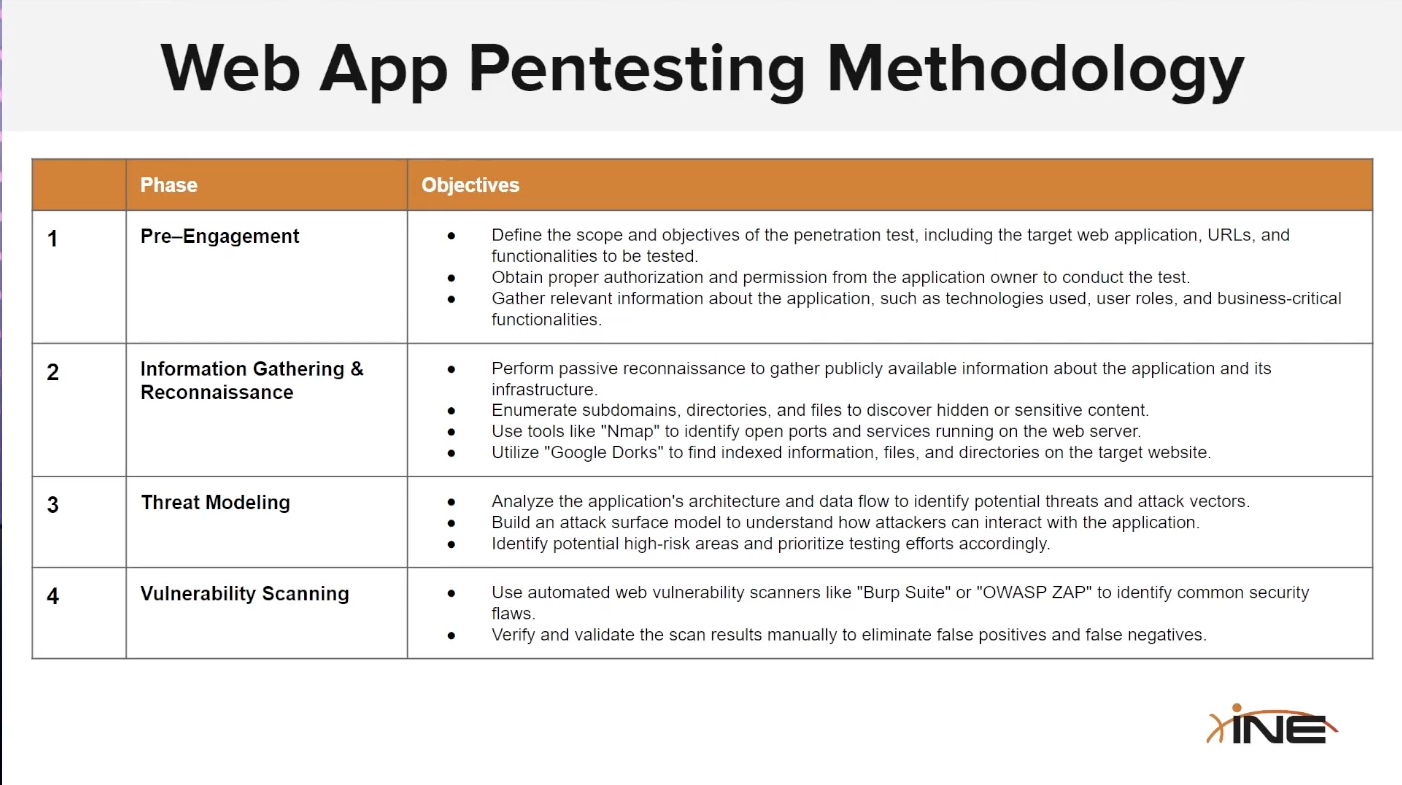 Web App Pentesting Methodology
Phase
Objectives
1
Pre–Engagement
● Define the scope and objectives of the penetration test, including the target web application, URLs, and
functionalities to be tested.
● Obtain proper authorization and permission from the application owner to conduct the test.
● Gather relevant information about the application, such as technologies used, user roles, and business-critical
functionalities.
2
Information Gathering &
Reconnaissance
● Perform passive reconnaissance to gather publicly available information about the application and its
infrastructure.
● Enumerate subdomains, directories, and files to discover hidden or sensitive content.
● Use tools like "Nmap" to identify open ports and services running on the web server.
● Utilize "Google Dorks" to find indexed information, files, and directories on the target website.
3
Threat Modeling
● Analyze the application's architecture and data flow to identify potential threats and attack vectors.
● Build an attack surface model to understand how attackers can interact with the application.
● Identify potential high-risk areas and prioritize testing efforts accordingly.
4
Vulnerability Scanning
● Use automated web vulnerability scanners like "Burp Suite" or "OWASP ZAP" to identify common security
flaws.
● Verify and validate the scan results manually to eliminate false positives and false negatives.
iNE